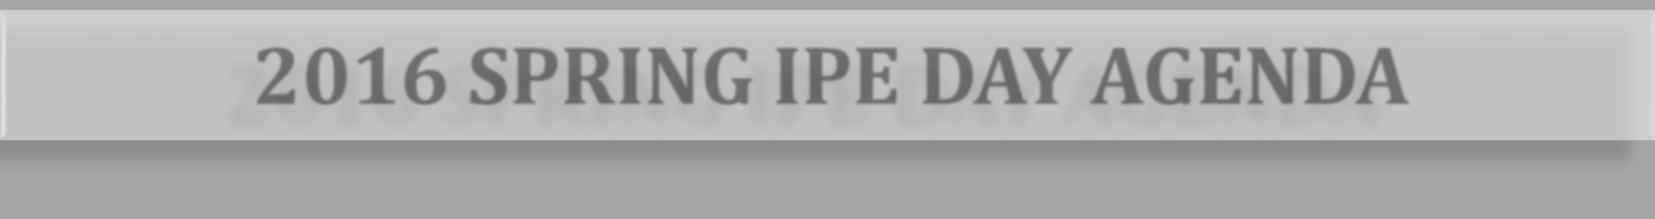 2016 SPRING IPE DAY AGENDA